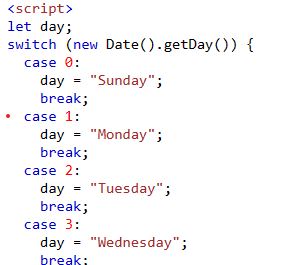 <script>
let day;
switch (new Date().getDay()) {
  case 0:
    day = "Sunday";
    break;
• case 1:
    day = "Monday";
    break;
  case 2:
    day = "Tuesday";
    break;
  case 3:
    day = "Wednesday";
    break: